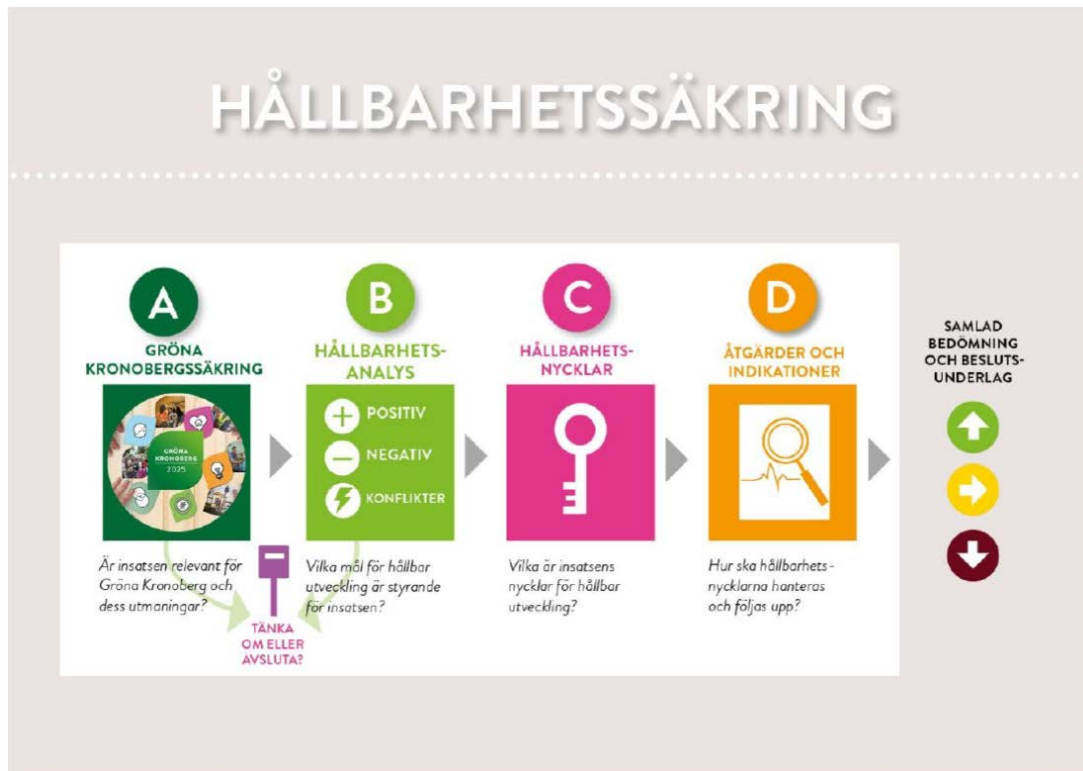 HÅLLBARHETSSÄKRING
A
GRÖNA
KRONOBERGSSÄKRING
GRÖNA
KRONOBERG
2025
Är insatsen relevant för
Gröna Kronoberg och
dess utmaningar?
TÄNKA
OM ELLER
AVSLUTA?
B
HÅLLBARHETS-
ANALYS
POSITIV
NEGATIV
KONFLIKTER
Vilka mål för hållbar
utveckling är styrande
för insatsen?
C
HÅLLBARHETS-
NYCKLAR
Vilka är insatsens
nycklar för hållbar
utveckling?
D
ÅTGÄRDER OCH
INDIKATIONER
Hur ska hållbarhets-
nycklarna hanteras
och följas upp?
SAMLAD
BEDÖMNING
OCH BESLUTS-
UNDERLAG